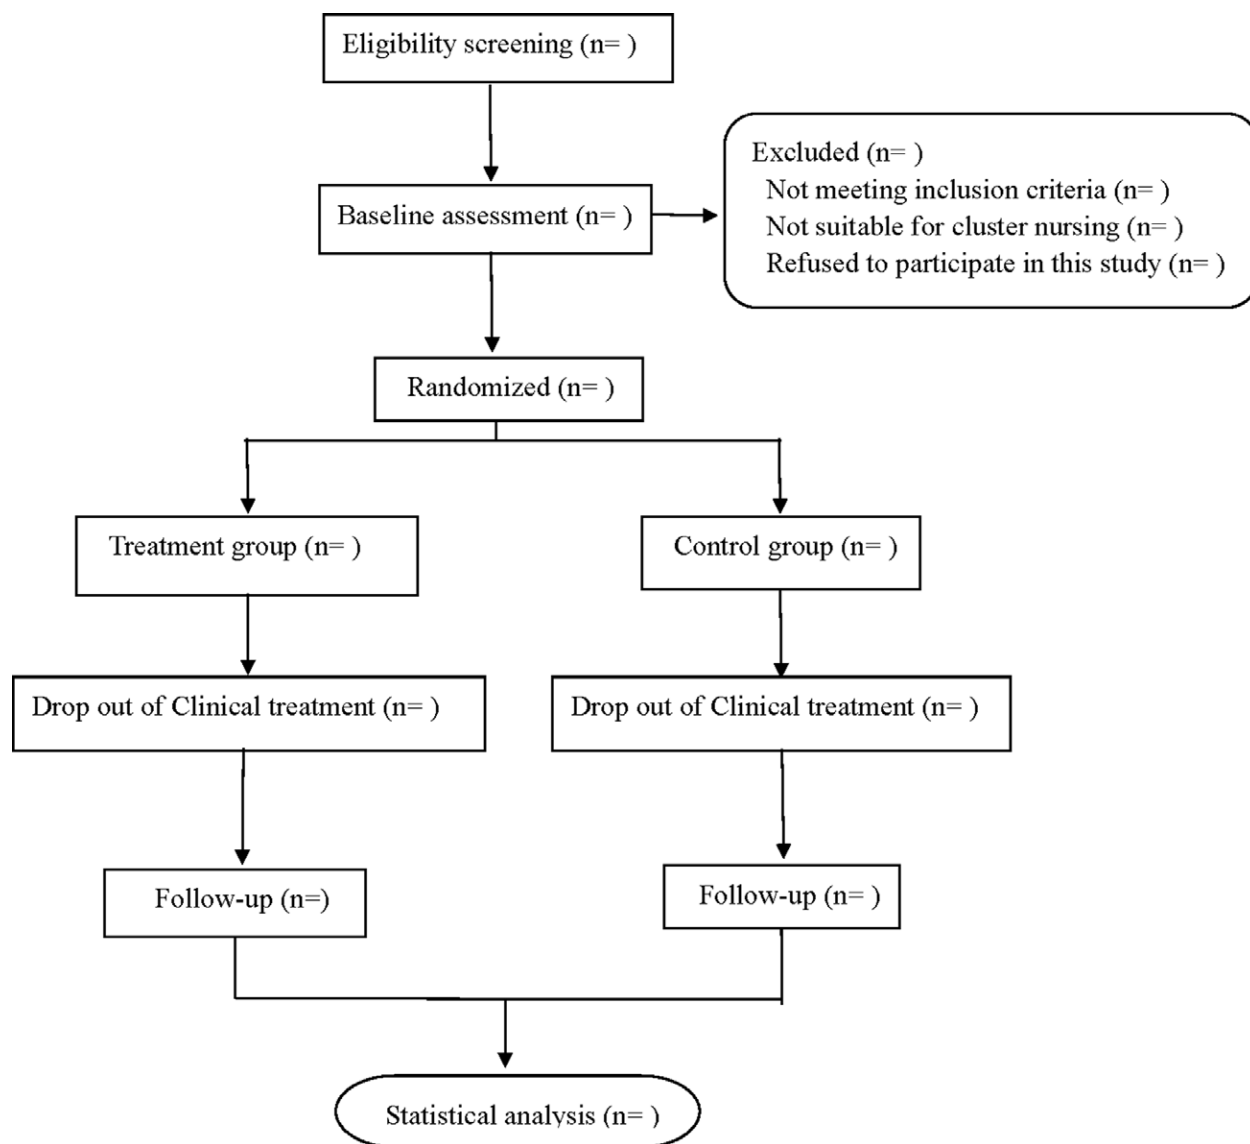 Eligibility screening (n= )
Excluded (n= )
Not meeting inclusion criteria (n= )
Not suitable for cluster nursing (n= )
Refused to participate in this study (n= )
Baseline assessment (n= )
Randomized (n= )
Treatment group (n= )
Control group (n= )
Drop out of Clinical treatment (n= )
Drop out of Clinical treatment (n= )
Follow-up (n=)
Follow-up (n= )
Statistical analysis (n= )